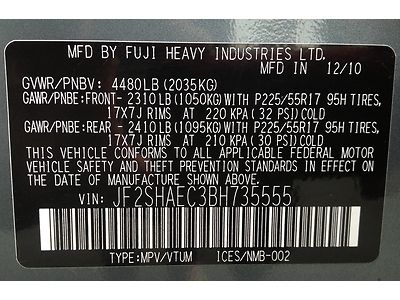 MFD BY FUJI HEAVY INDUSTRIES LTD.
MFD. IN 12/10
GVWR/PNBV: 4480LB (2035KG)
GAWR/PNBE:FRONT- 2310LB (1050KG) WITH P225/55R17 95H TIRES,
17X7J RIMS AT 220 KPA (32 PSI) COLD
GAWR/PNBE:REAR - 2410LB (1095KG) WITH P225/55R17 95H TIRES,
17X7J RIMS AT 210 KPA (30 PSI) COLD
THIS VEHICLE CONFORMS TO ALL APPLICABLE FEDERAL MOTOR
VEHICLE SAFETY AND THEFT PREVENTION STANDARDS IN EFFECT
ON THE DATE OF MANUFACTURE SHOWN ABOVE.
VIN: JF2SHAEC3BH735555
TYPE:MPV/VTUM ICES/NMB-002